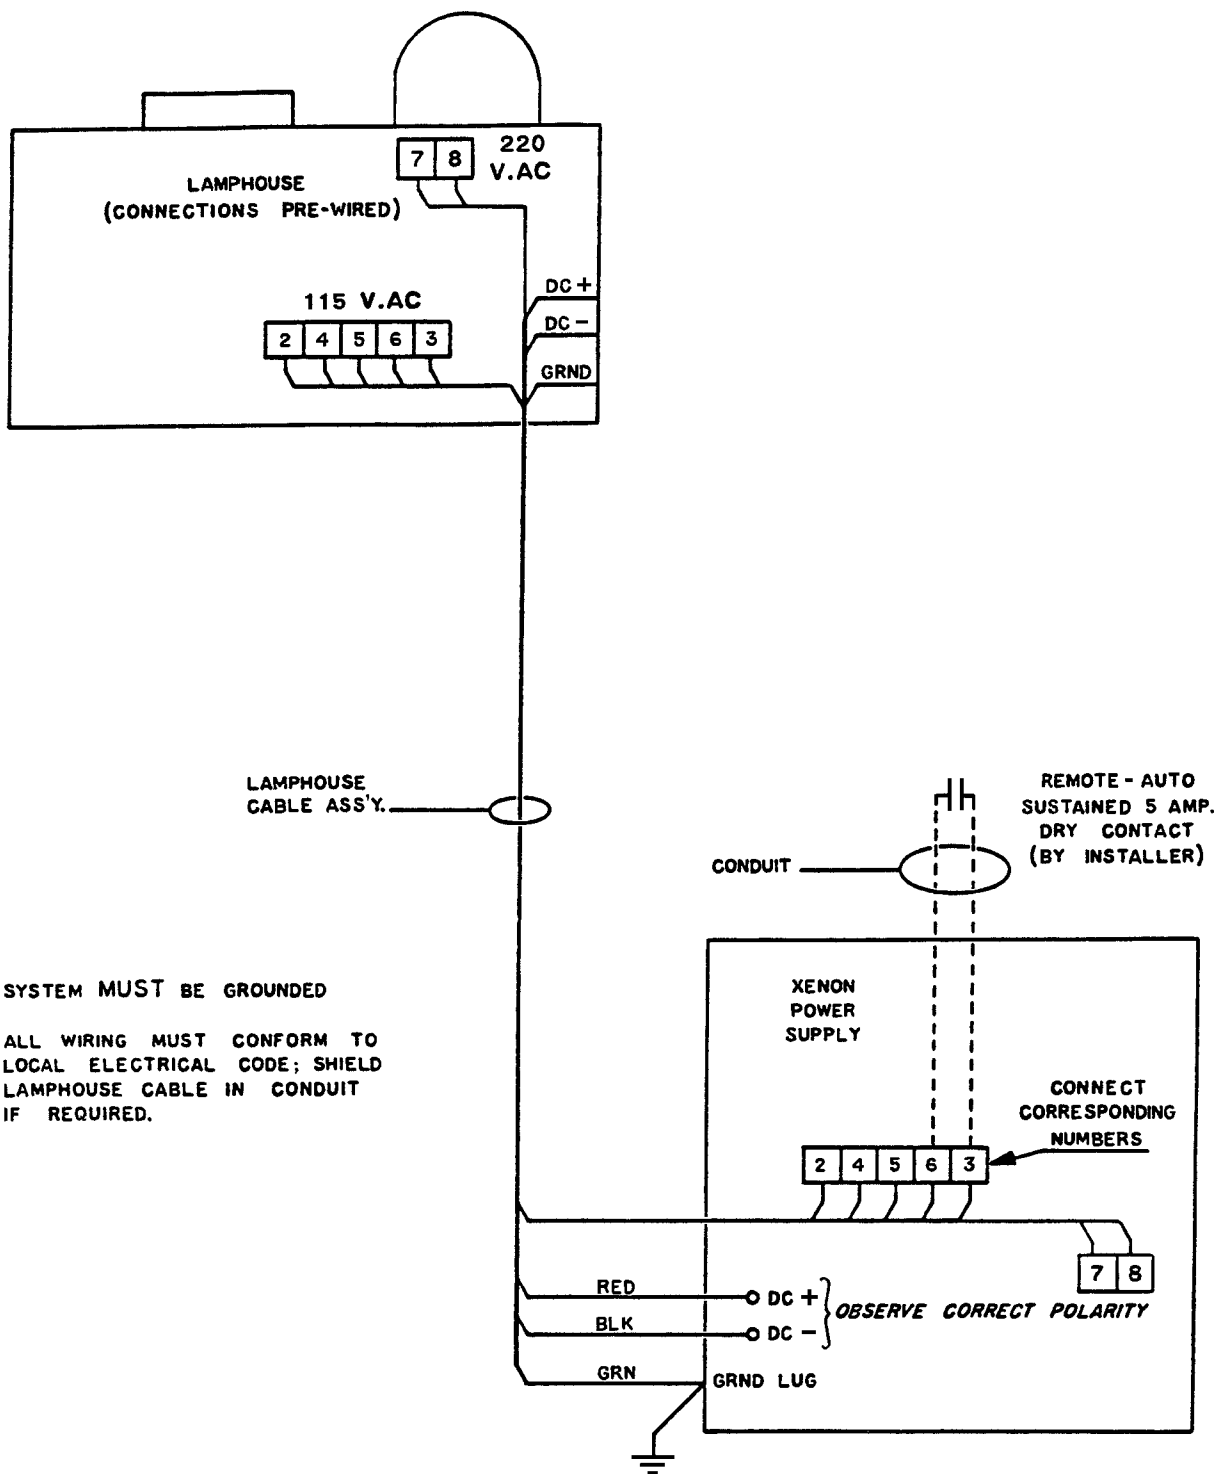 7 8
220
V.AC
LAMPHOUSE
(CONNECTIONS PRE-WIRED)
DC +
115 V.AC
DC -
2 4 5 6 3
GRND
LAMPHOUSE
CABLE ASS'Y.
REMOTE - AUTO
SUSTAINED 5 AMP.
DRY CONTACT
(BY INSTALLER)
CONDUIT
SYSTEM MUST BE GROUNDED
ALL WIRING MUST CONFORM TO
LOCAL ELECTRICAL CODE; SHIELD
LAMPHOUSE CABLE IN CONDUIT
IF REQUIRED.
XENON
POWER
SUPPLY
CONNECT
CORRESPONDING
NUMBERS
2 4 5 6 3
7 8
RED
DC +
BLK
DC -
OBSERVE CORRECT POLARITY
GRN
GRND LUG